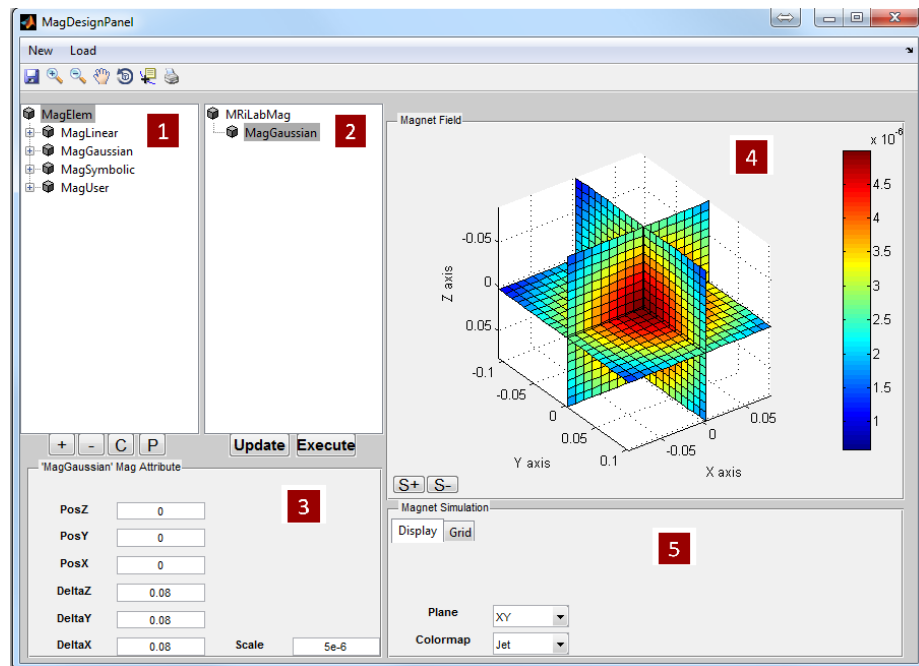 MagDesignPanel
New Load
MagElem
MagLinear
MagGaussian
MagSymbolic
MagUser
1
MRiLabMag
MagGaussian
2
+ - C P
Update Execute
'MagGaussian' Mag Attribute
3
PosZ 0
PosY 0
PosX 0
DeltaZ 0.08
DeltaY 0.08
DeltaX 0.08 Scale 5e-6
Magnet Field
4
x 10-6
4.5
4
3.5
3
2.5
2
1.5
1
Z axis
-0.05
0
0.05
Y axis
-0.1
-0.05
0
0.05
0.1
X axis
-0.05
0
0.05
S+ S-
Magnet Simulation
Display Grid
5
Plane XY
Colormap Jet